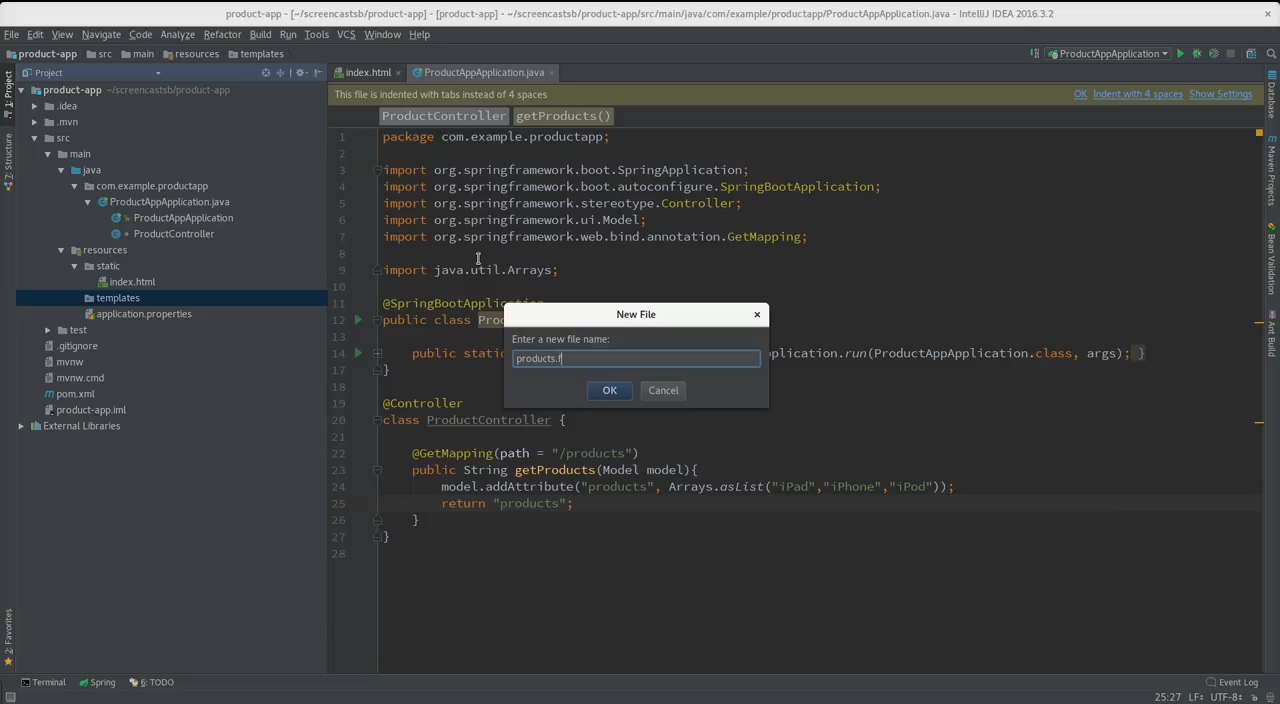 product-app - [~/screencastsb/product-app] - [product-app] - ~/screencastsb/product-app/src/main/java/com/example/productapp/ProductAppApplication.java - IntelliJ IDEA 2016.3.2
File Edit View Navigate Code Analyze Refactor Build Run Tools VCS Window Help
product-app src main resources templates
ProductAppApplication
1: Project
7: Structure
2: Favorites
Project
product-app ~/screencastsb/product-app
.idea
.mvn
src
main
java
com.example.productapp
ProductAppApplication.java
ProductAppApplication
ProductController
resources
static
index.html
templates
application.properties
test
.gitignore
mvnw
mvnw.cmd
pom.xml
product-app.iml
External Libraries
index.html ProductAppApplication.java
This file is indented with tabs instead of 4 spaces OK Indent with 4 spaces Show Settings
ProductController getProducts()
1 package com.example.productapp;
2
3 import org.springframework.boot.SpringApplication;
4 import org.springframework.boot.autoconfigure.SpringBootApplication;
5 import org.springframework.stereotype.Controller;
6 import org.springframework.ui.Model;
7 import org.springframework.web.bind.annotation.GetMapping;
8
9 import java.util.Arrays;
10
11 @SpringBootApplication
12 public class Pro
13
14 public stati pplication.run(ProductAppApplication.class, args); }
17 }
18
19 @Controller
20 class ProductController {
21
22 @GetMapping(path = "/products")
23 public String getProducts(Model model){
24 model.addAttribute("products", Arrays.asList("iPad","iPhone","iPod"));
25 return "products";
26 }
27 }
28
New File
Enter a new file name:
products.f
OK Cancel
Database
Maven Projects
Bean Validation
Ant Build
Terminal Spring 6: TODO Event Log
25:27 LF UTF-8